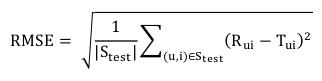 RMSE = √(1/|S_test| ∑_(u,i)∈S_test (R_ui − T_ui)²)